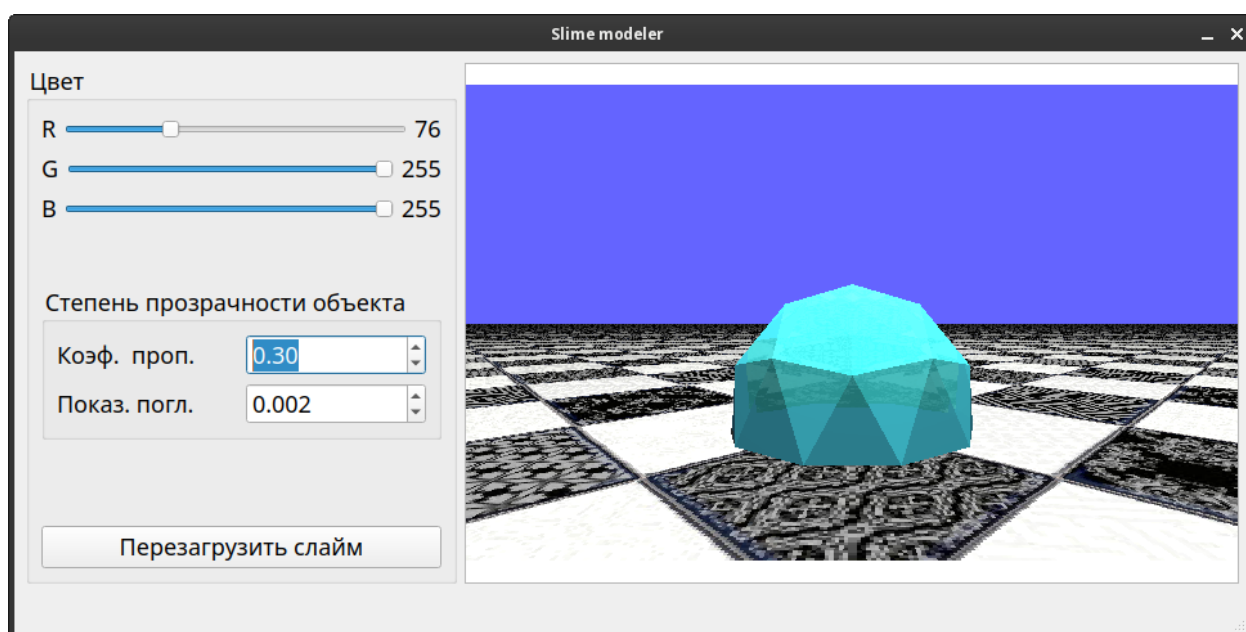 Slime modeler
Цвет
R 76
G 255
B 255
Степень прозрачности объекта
Коэф. проп. 0.30
Показ. погл. 0.002
Перезагрузить слайм